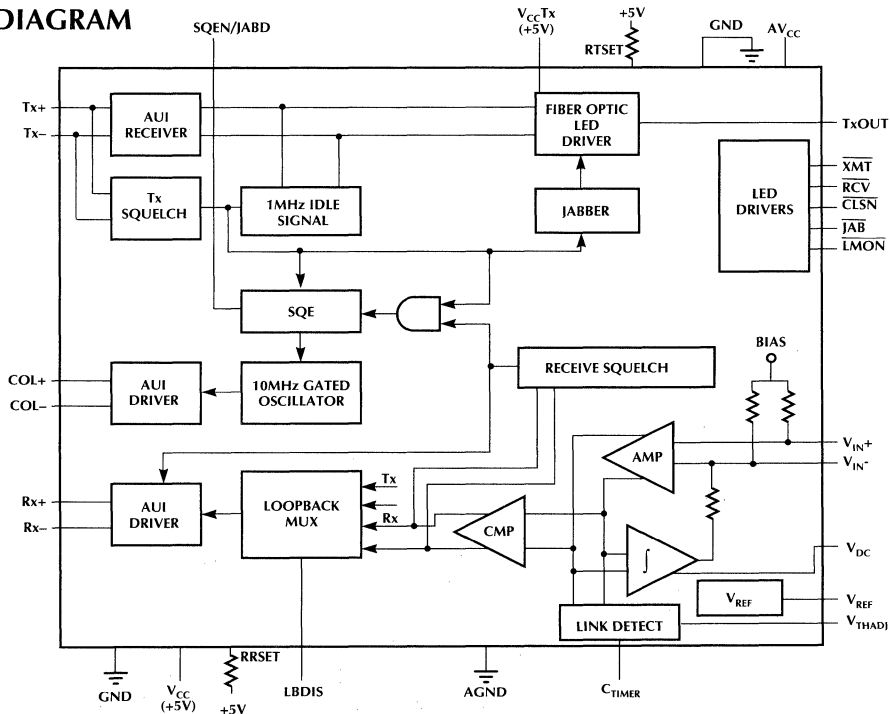 DIAGRAM
SQEN/JABD
VCCTx
(+5V)
+5V
RTSET
GND
AVCC
Tx+
Tx–
AUI
RECEIVER
FIBER OPTIC
LED
DRIVER
TxOUT
Tx
SQUELCH
1MHz IDLE
SIGNAL
JABBER
LED
DRIVERS
XMT
RCV
CLSN
JAB
LMON
SQE
BIAS
COL+
COL–
AUI
DRIVER
10MHz GATED
OSCILLATOR
RECEIVE SQUELCH
AMP
VIN+
VIN-
Rx+
Rx–
AUI
DRIVER
LOOPBACK
MUX
Tx
Rx
CMP
∫
VDC
VREF
VREF
LINK DETECT
VTHADJ
GND
VCC
(+5V)
RRSET
+5V
LBDIS
AGND
CTIMER